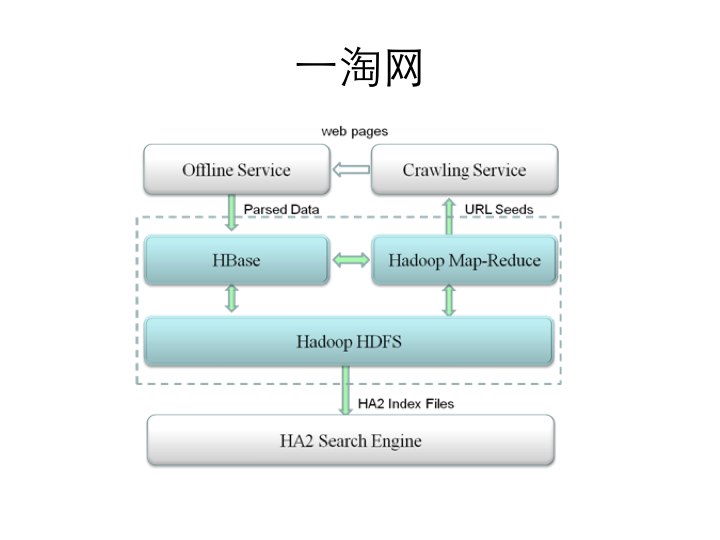 一淘网
web pages
Offline Service
Crawling Service
Parsed Data
URL Seeds
HBase
Hadoop Map-Reduce
Hadoop HDFS
HA2 Index Files
HA2 Search Engine